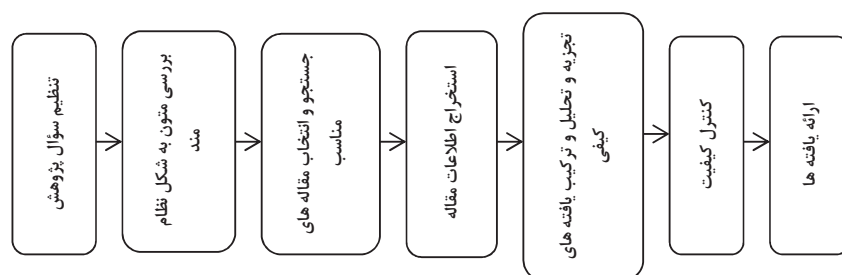 تنظیم سؤال پژوهش
بررسی متون به شکل نظام
مند
جستجو و انتخاب مقاله های
مناسب
استخراج اطلاعات مقاله
تجزیه و تحلیل و ترکیب یافته های
کیفی
کنترل کیفیت
ارائه یافته ها